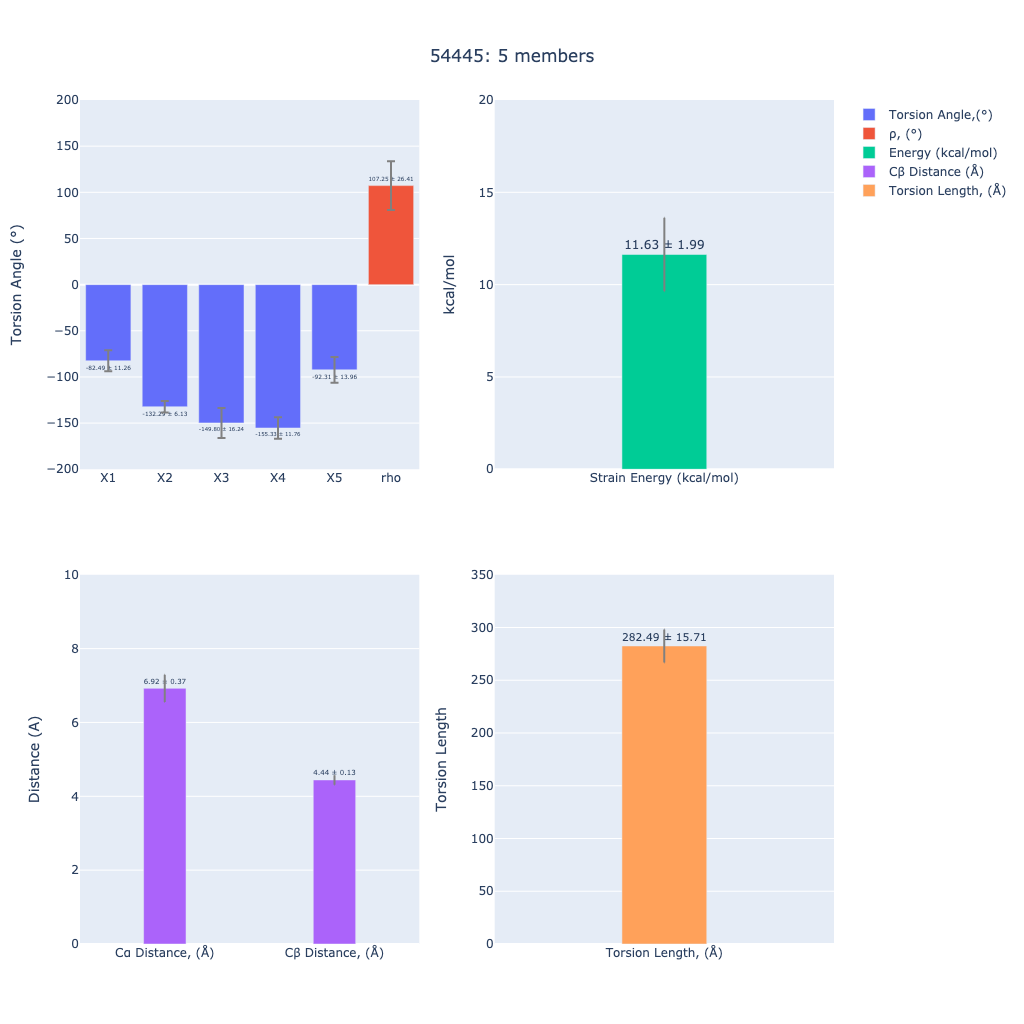 54445: 5 members
Torsion Angle (°)
200
150
100
50
0
−50
−100
−150
−200
107.25 ± 26.41
-82.49 ± 11.26
-132.29 ± 6.13
-149.80 ± 16.24
-155.33 ± 11.76
-92.31 ± 13.96
X1 X2 X3 X4 X5 rho
kcal/mol
20
15
10
5
0
11.63 ± 1.99
Strain Energy (kcal/mol)
Torsion Angle,(°)
ρ, (°)
Energy (kcal/mol)
Cβ Distance (Å)
Torsion Length, (Å)
Distance (A)
10
8
6
4
2
0
6.92 ± 0.37
4.44 ± 0.13
Cα Distance, (Å) Cβ Distance, (Å)
Torsion Length
350
300
250
200
150
100
50
0
282.49 ± 15.71
Torsion Length, (Å)